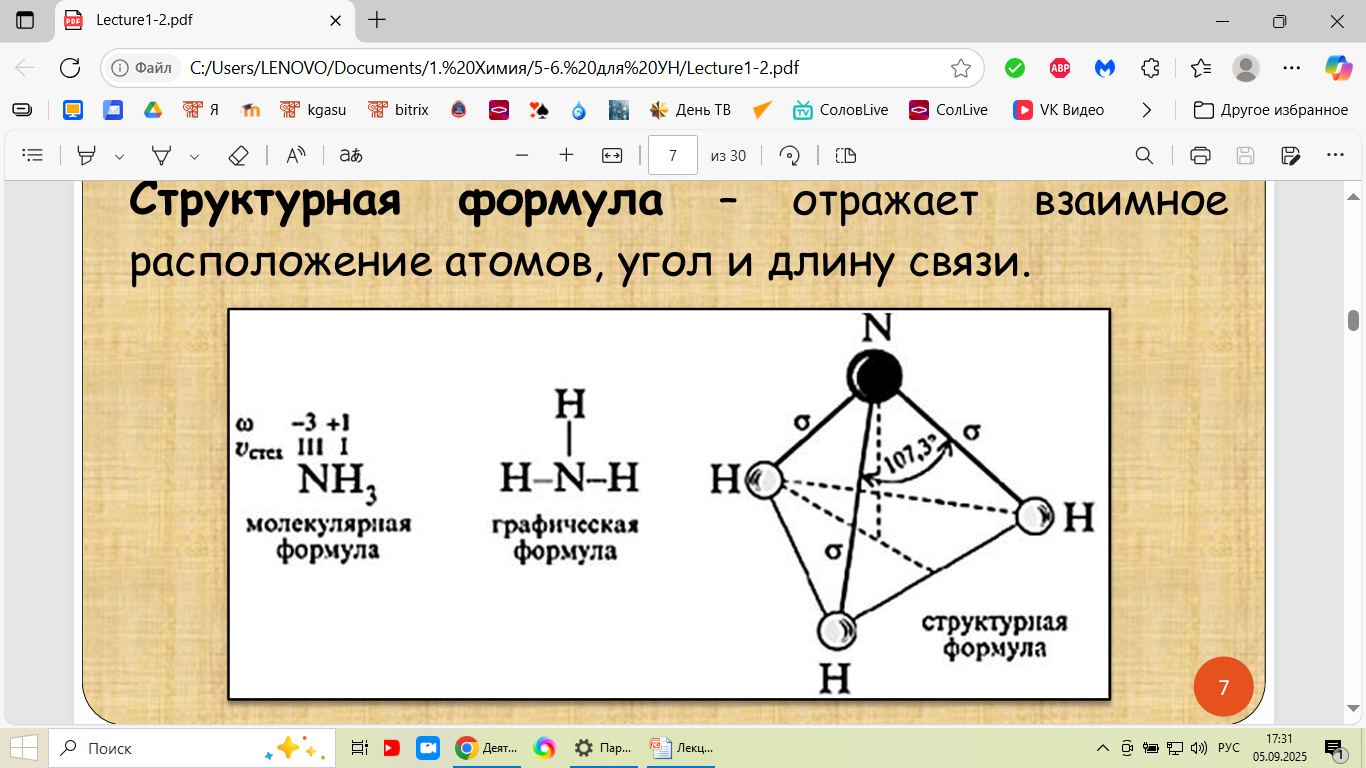 Lecture1-2.pdf
Файл C:/Users/LENOVO/Documents/1.%20Химия/5-6.%20для%20УН/Lecture1-2.pdf
ABP
Я kgasu bitrix День ТВ СоловLive СолLive VK Видео Другое избранное
7 из 30
Структурная формула – отражает взаимное
расположение атомов, угол и длину связи.
N
ω –3 +1
υстех III I
NH3
молекулярная
формула
H
H–N–H
графическая
формула
σ σ
107,3°
H H
σ
H
структурная
формула
7
Поиск Деят... Пар... Лекц... РУС 17:31
05.09.2025
1